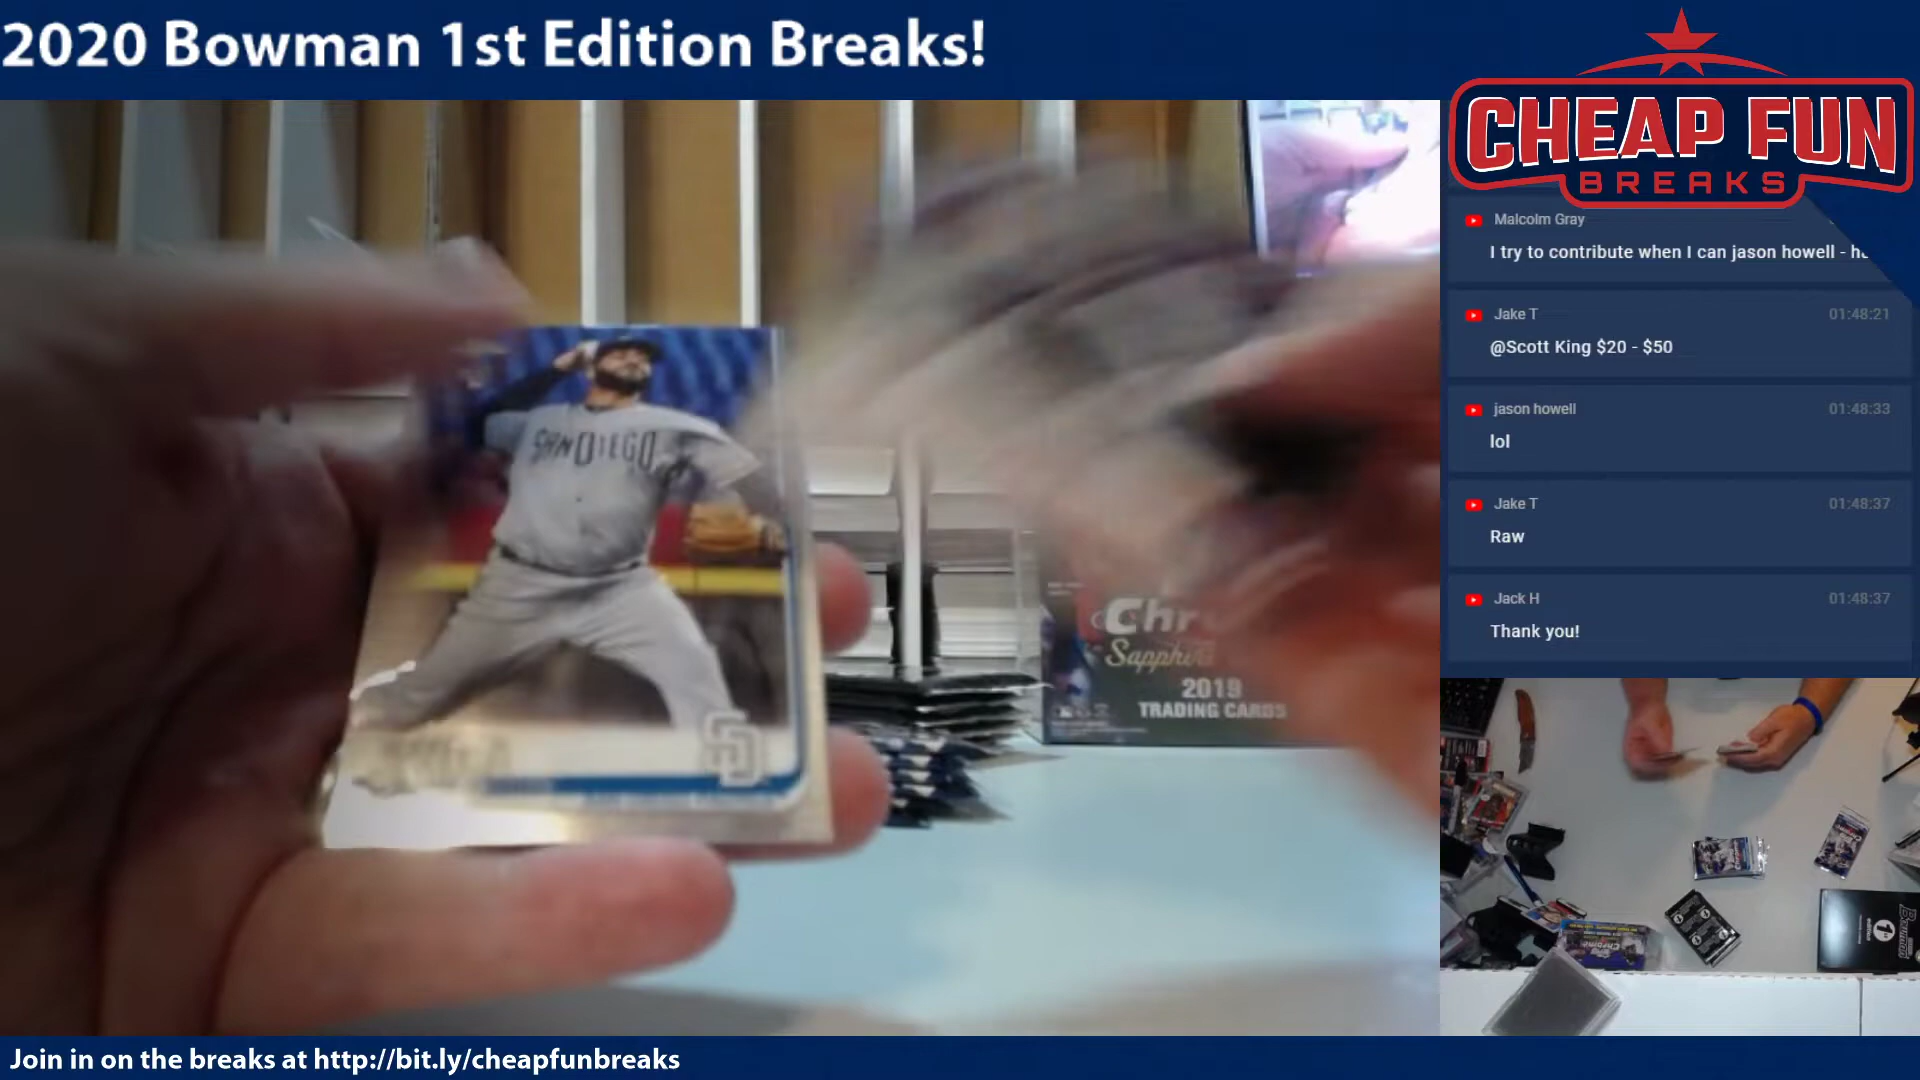 2020 Bowman 1st Edition Breaks!
CHEAP FUN
BREAKS
Malcolm Gray
I try to contribute when I can jason howell -
Jake T 01:48:21
@Scott King $20 - $50
jason howell 01:48:33
lol
Jake T 01:48:37
Raw
Jack H 01:48:37
Thank you!
SAN DIEGO
SD
2019
TRADING CARDS
Join in on the breaks at http://bit.ly/cheapfunbreaks